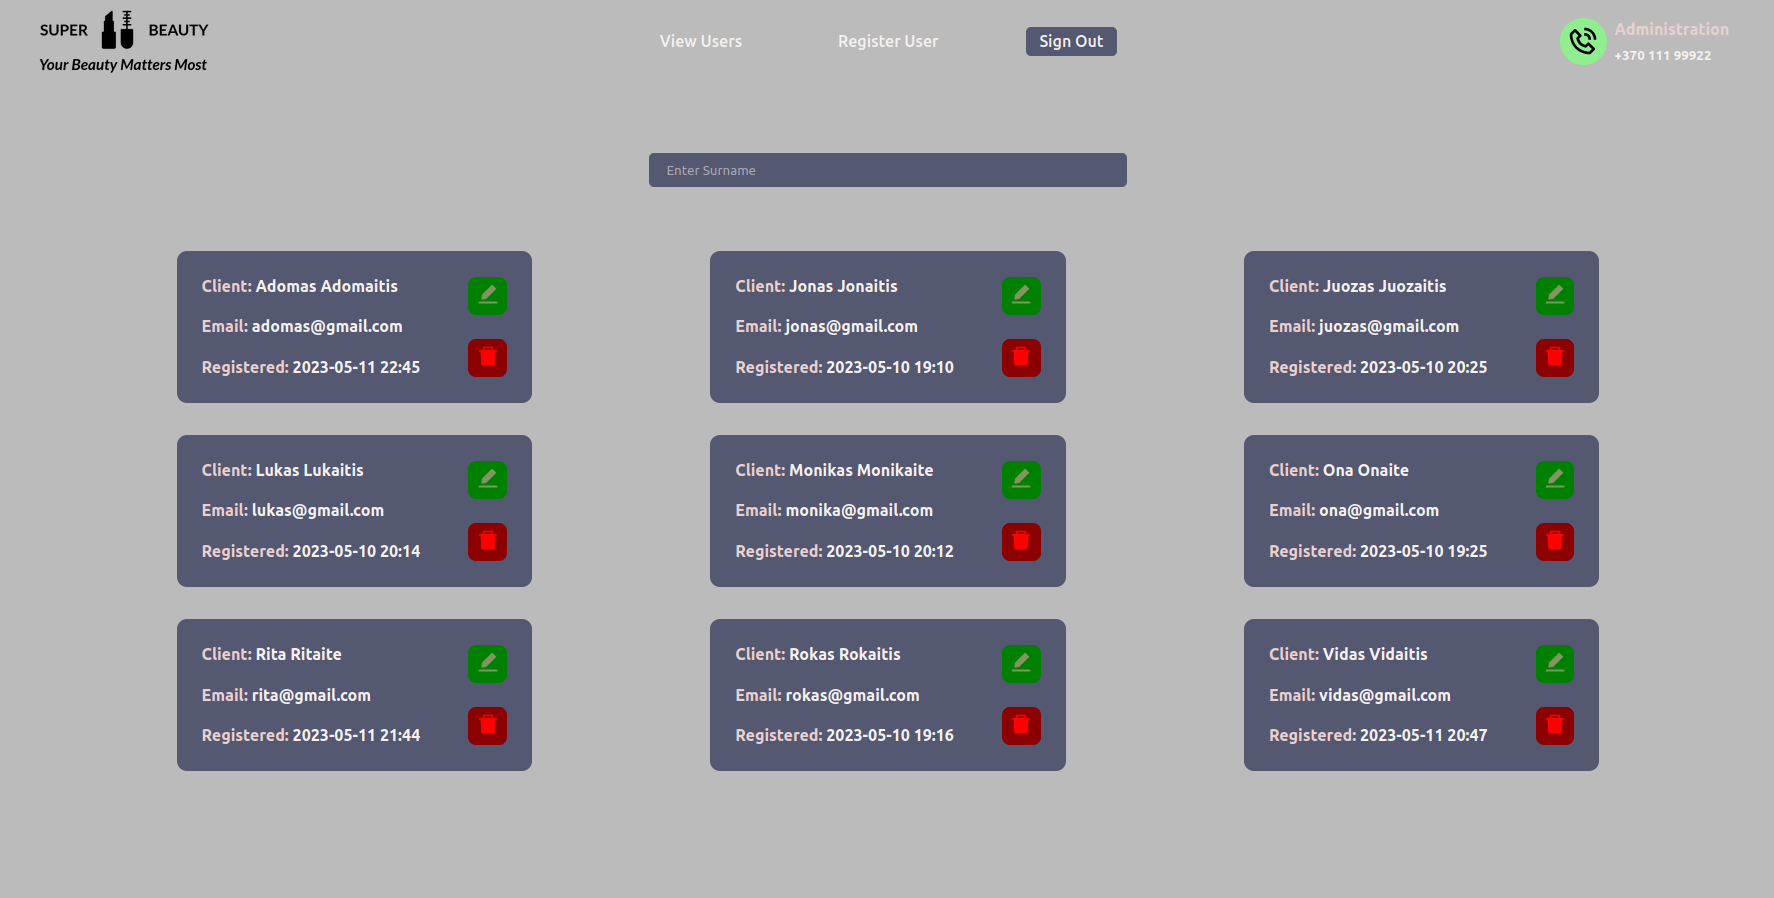 SUPER BEAUTY
Your Beauty Matters Most
View Users
Register User
Sign Out
Administration
+370 111 99922
Enter Surname
Client: Adomas Adomaitis
Email: adomas@gmail.com
Registered: 2023-05-11 22:45
Client: Jonas Jonaitis
Email: jonas@gmail.com
Registered: 2023-05-10 19:10
Client: Juozas Juozaitis
Email: juozas@gmail.com
Registered: 2023-05-10 20:25
Client: Lukas Lukaitis
Email: lukas@gmail.com
Registered: 2023-05-10 20:14
Client: Monikas Monikaite
Email: monika@gmail.com
Registered: 2023-05-10 20:12
Client: Ona Onaite
Email: ona@gmail.com
Registered: 2023-05-10 19:25
Client: Rita Ritaite
Email: rita@gmail.com
Registered: 2023-05-11 21:44
Client: Rokas Rokaitis
Email: rokas@gmail.com
Registered: 2023-05-10 19:16
Client: Vidas Vidaitis
Email: vidas@gmail.com
Registered: 2023-05-11 20:47